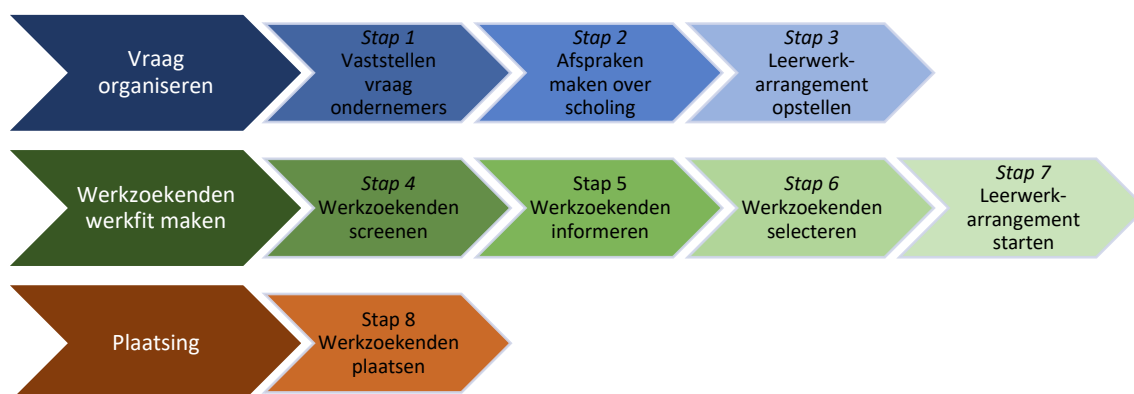 Vraag
organiseren
Stap 1
Vaststellen
vraag
ondernemers
Stap 2
Afspraken
maken over
scholing
Stap 3
Leerwerk-
arrangement
opstellen
Werkzoekenden
werkfit maken
Stap 4
Werkzoekenden
screenen
Stap 5
Werkzoekenden
informeren
Stap 6
Werkzoekenden
selecteren
Stap 7
Leerwerk-
arrangement
starten
Plaatsing
Stap 8
Werkzoekenden
plaatsen